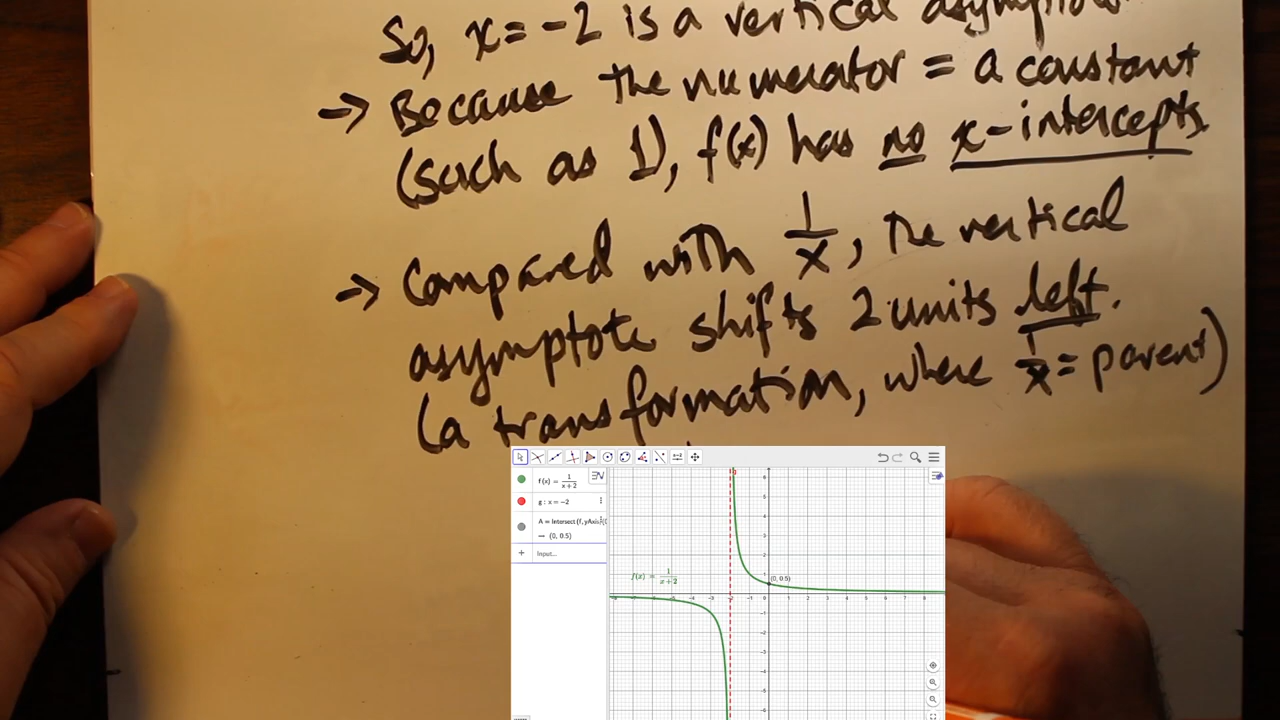 So, x = -2 is a vertical asymptote
→ Because the numerator = a constant
(such as 1), f(x) has no x-intercepts.
→ Compared with 1/x, the vertical
asymptote shifts 2 units left.
(a transformation, where 1/x = parent)
f(x) = 1/(x+2)
g : x = -2
A = Intersect(f, yAxis, (0
→ (0, 0.5)
Input...
f(x) = 1/(x+2)
(0, 0.5)